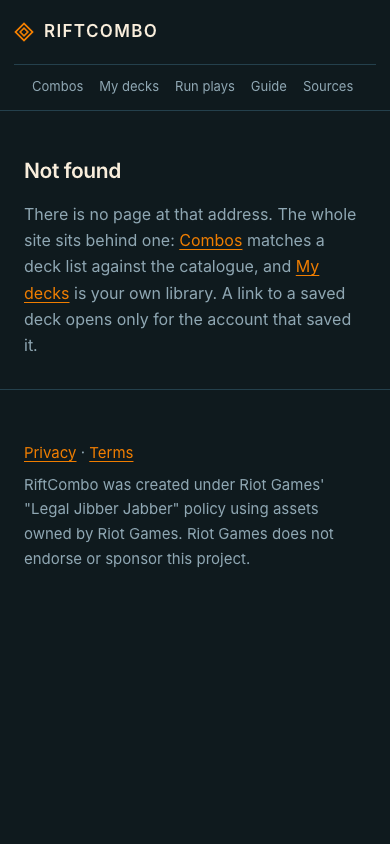 RIFTCOMBO
Combos My decks Run plays Guide Sources
Not found
There is no page at that address. The whole
site sits behind one: Combos matches a
deck list against the catalogue, and My
decks is your own library. A link to a saved
deck opens only for the account that saved
it.
Privacy · Terms
RiftCombo was created under Riot Games'
"Legal Jibber Jabber" policy using assets
owned by Riot Games. Riot Games does not
endorse or sponsor this project.